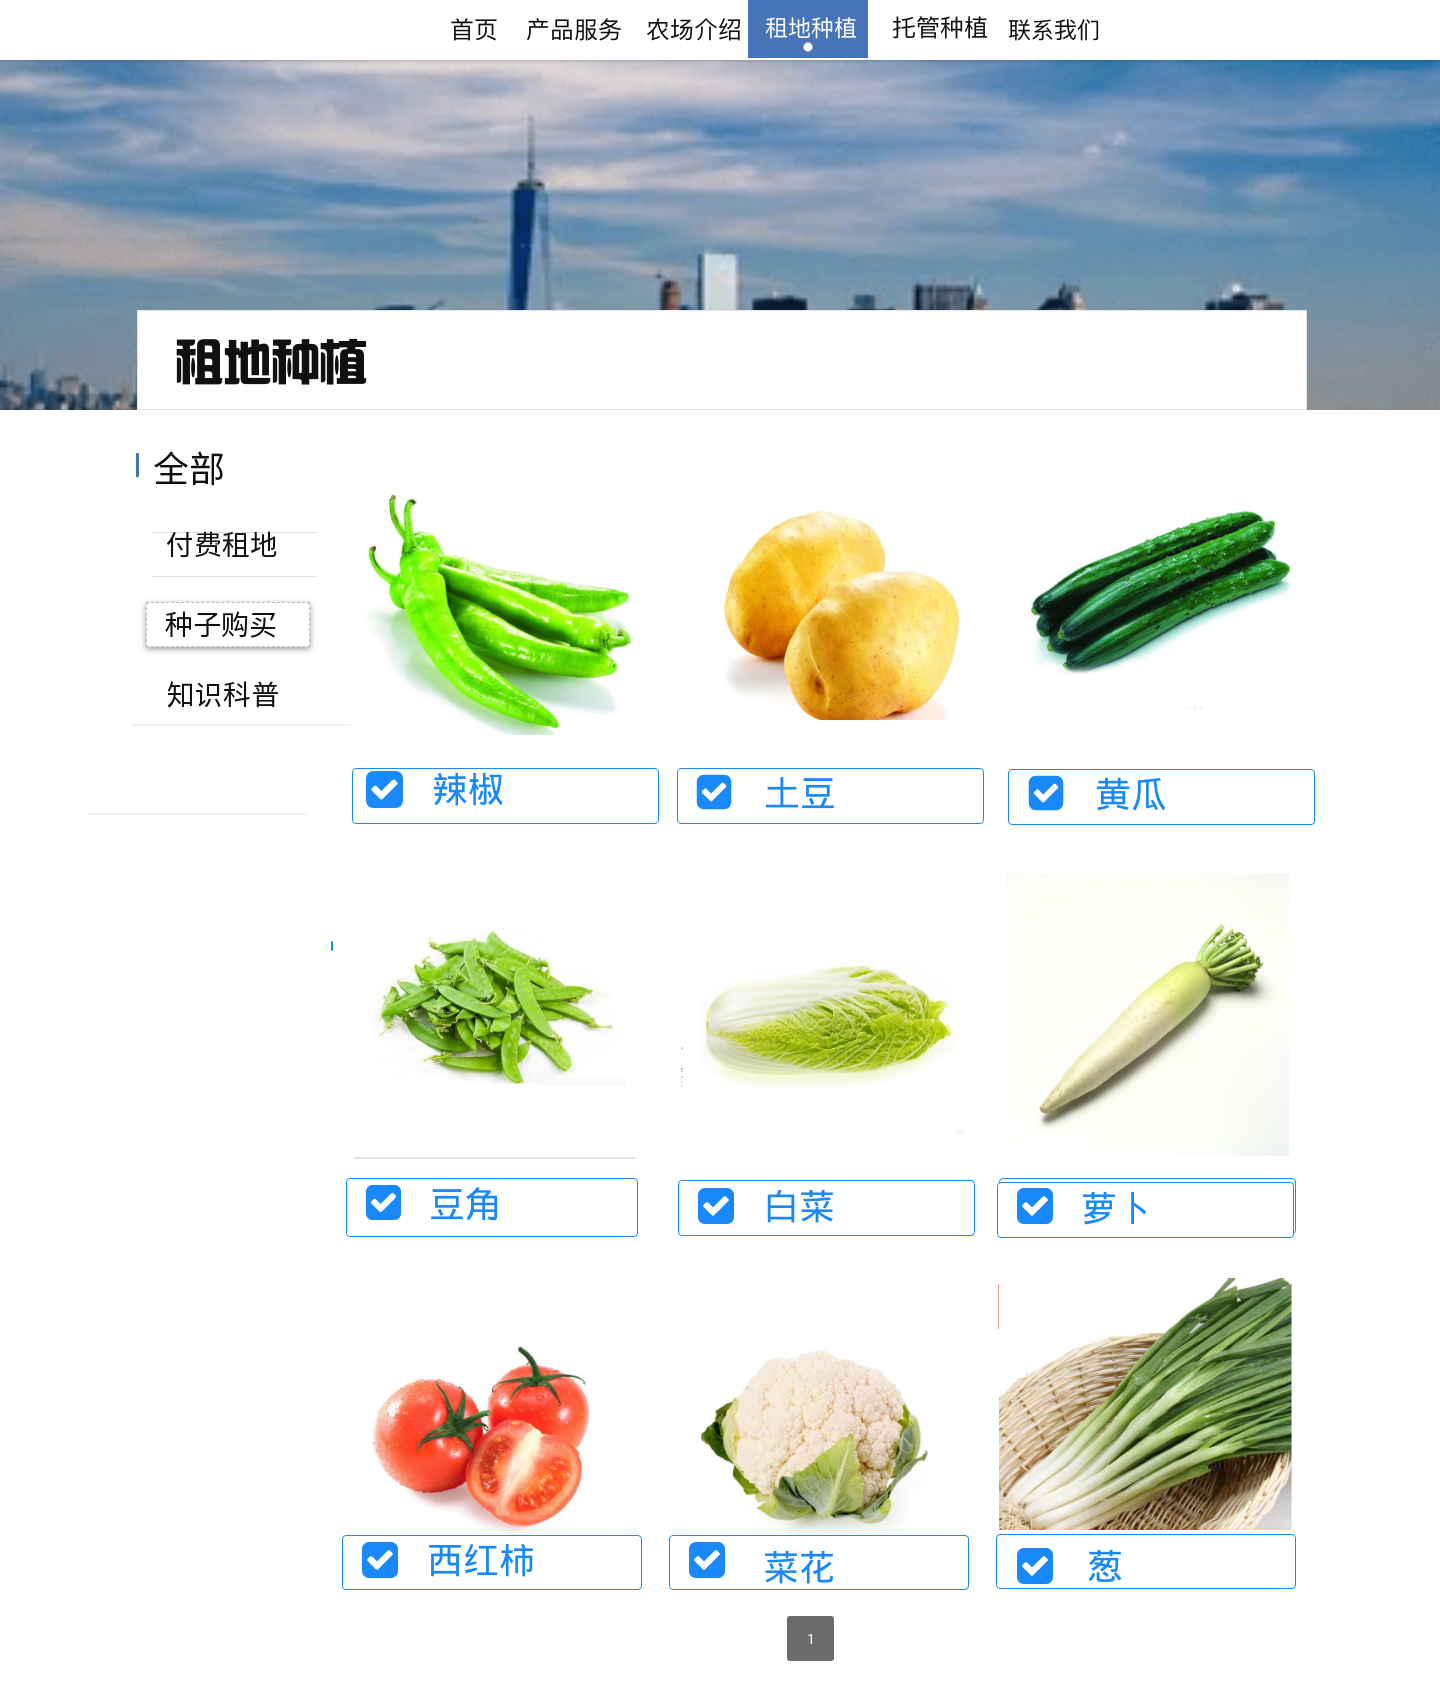 首页 产品服务 农场介绍 租地种植 托管种植 联系我们
租地种植
全部
付费租地
种子购买
知识科普
辣椒 土豆 黄瓜
豆角 白菜 萝卜
西红柿 菜花 葱
1